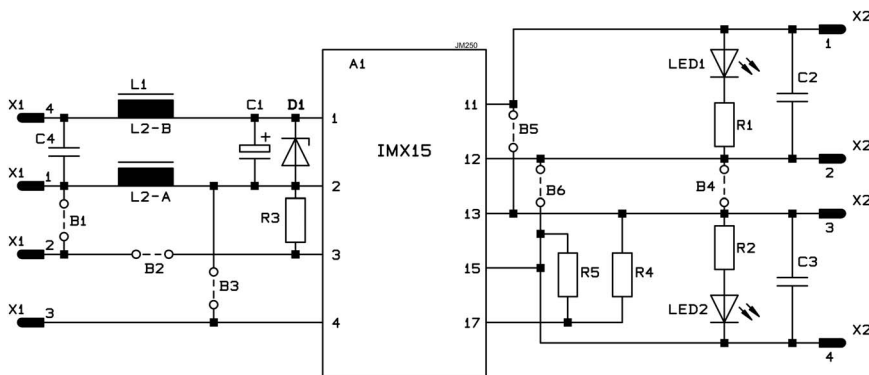 X2
JM250
1
A1
LED1
C2
L1
C1
D1
X1
4
1
11
R1
L2-B
+
B5
C4
IMX15
X1
1
2
12
X2
2
L2-A
B6
B4
R3
X2
B1
13
3
X1
2
B2
3
R2
B3
15
R5
R4
C3
X1
3
4
17
LED2
X2
4